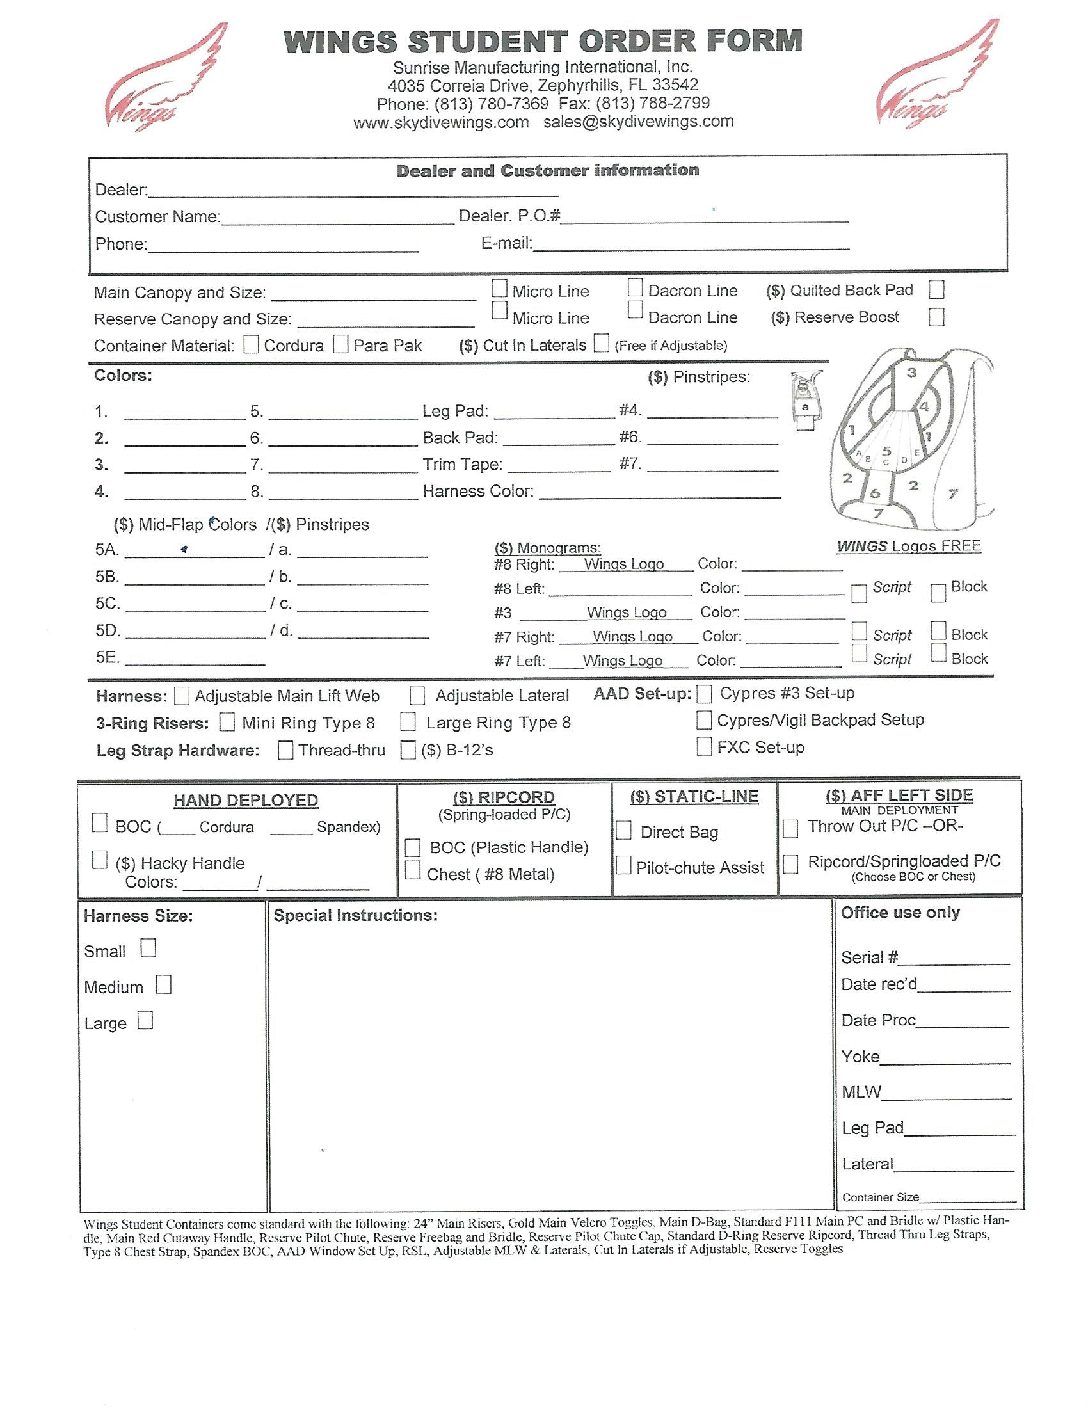 WINGS STUDENT ORDER FORM
Sunrise Manufacturing International, Inc.
4035 Correia Drive, Zephyrhills, FL 33542
Phone: (813) 780-7369 Fax: (813) 788-2799
www.skydivewings.com sales@skydivewings.com
Wings
Wings
Dealer and Customer information
Dealer:
Customer Name: Dealer. P.O.#
Phone: E-mail:
Main Canopy and Size: Micro Line Dacron Line ($) Quilted Back Pad
Reserve Canopy and Size: Micro Line Dacron Line ($) Reserve Boost
Container Material: Cordura Para Pak ($) Cut In Laterals (Free if Adjustable)
Colors: ($) Pinstripes:
1. 5. Leg Pad: #4.
2. 6. Back Pad: #6.
3. 7. Trim Tape: #7.
4. 8. Harness Color:
8
a
3
4
1 1
5
A B C D E
2 2
6 7
7
($) Mid-Flap Colors /($) Pinstripes
5A. / a.
5B. / b.
5C. / c.
5D. / d.
5E.
($) Monograms: WINGS Logos FREE
#8 Right: Wings Logo Color:
#8 Left: Color: Script Block
#3 Wings Logo Color:
#7 Right: Wings Logo Color: Script Block
#7 Left: Wings Logo Color: Script Block
Harness: Adjustable Main Lift Web Adjustable Lateral AAD Set-up: Cypres #3 Set-up
3-Ring Risers: Mini Ring Type 8 Large Ring Type 8 Cypres/Vigil Backpad Setup
Leg Strap Hardware: Thread-thru ($) B-12's FXC Set-up
HAND DEPLOYED
BOC ( Cordura Spandex)
($) Hacky Handle
Colors: /
($) RIPCORD
(Spring-loaded P/C)
BOC (Plastic Handle)
Chest ( #8 Metal)
($) STATIC-LINE
Direct Bag
Pilot-chute Assist
($) AFF LEFT SIDE
MAIN DEPLOYMENT
Throw Out P/C –OR-
Ripcord/Springloaded P/C
(Choose BOC or Chest)
Harness Size:
Small
Medium
Large
Special Instructions:
Office use only
Serial #
Date rec'd
Date Proc
Yoke
MLW
Leg Pad
Lateral
Container Size
Wings Student Containers come standard with the following: 24" Main Risers, Gold Main Velcro Toggles, Main D-Bag, Standard F111 Main PC and Bridle w/ Plastic Han-
dle, Main Red Cutaway Handle, Reserve Pilot Chute, Reserve Freebag and Bridle, Reserve Pilot Chute Cap, Standard D-Ring Reserve Ripcord, Thread Thru Leg Straps,
Type 8 Chest Strap, Spandex BOC, AAD Window Set Up, RSL, Adjustable MLW & Laterals, Cut In Laterals if Adjustable, Reserve Toggles